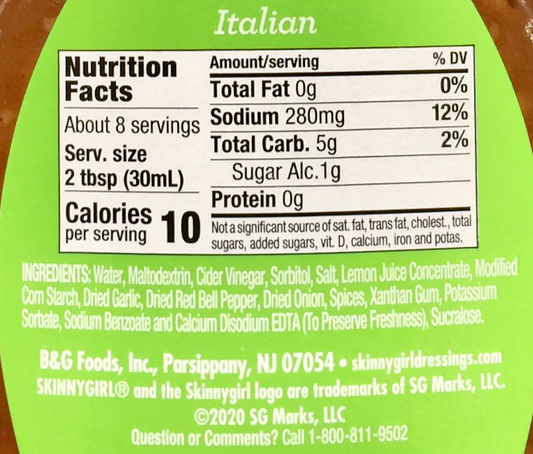 Italian
Nutrition
Facts
About 8 servings
Serv. size
2 tbsp (30mL)
Calories
per serving 10
Amount/serving % DV
Total Fat 0g 0%
Sodium 280mg 12%
Total Carb. 5g 2%
Sugar Alc.1g
Protein 0g
Not a significant source of sat. fat, trans fat, cholest., total
sugars, added sugars, vit. D, calcium, iron and potas.
INGREDIENTS: Water, Maltodextrin, Cider Vinegar, Sorbitol, Salt, Lemon Juice Concentrate, Modified
Corn Starch, Dried Garlic, Dried Red Bell Pepper, Dried Onion, Spices, Xanthan Gum, Potassium
Sorbate, Sodium Benzoate and Calcium Disodium EDTA (To Preserve Freshness), Sucralose.
B&G Foods, Inc., Parsippany, NJ 07054 • skinnygirldressings.com
SKINNYGIRL® and the Skinnygirl logo are trademarks of SG Marks, LLC.
©2020 SG Marks, LLC
Question or Comments? Call 1-800-811-9502